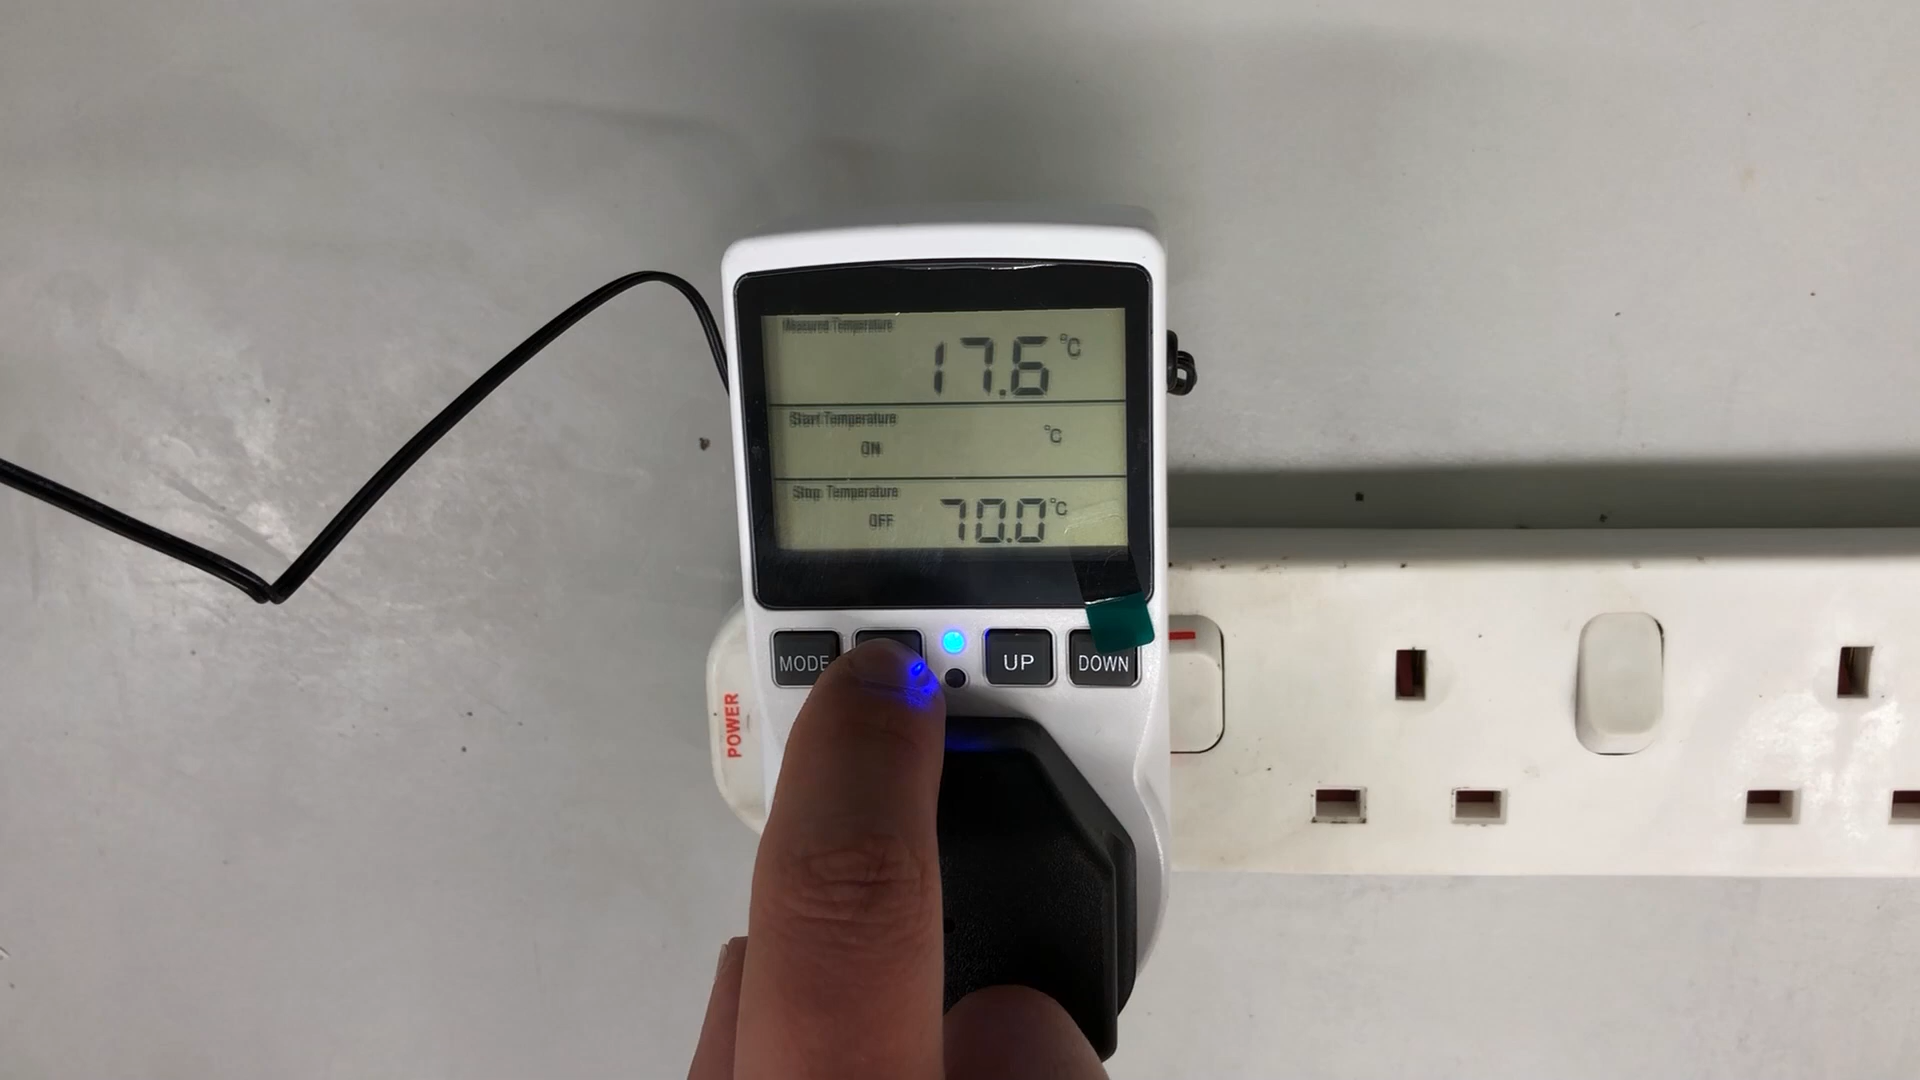 Measured Temperature
17.6 °C
Start Temperature
ON °C
Stop Temperature
OFF 70.0 °C
MODE UP DOWN
POWER